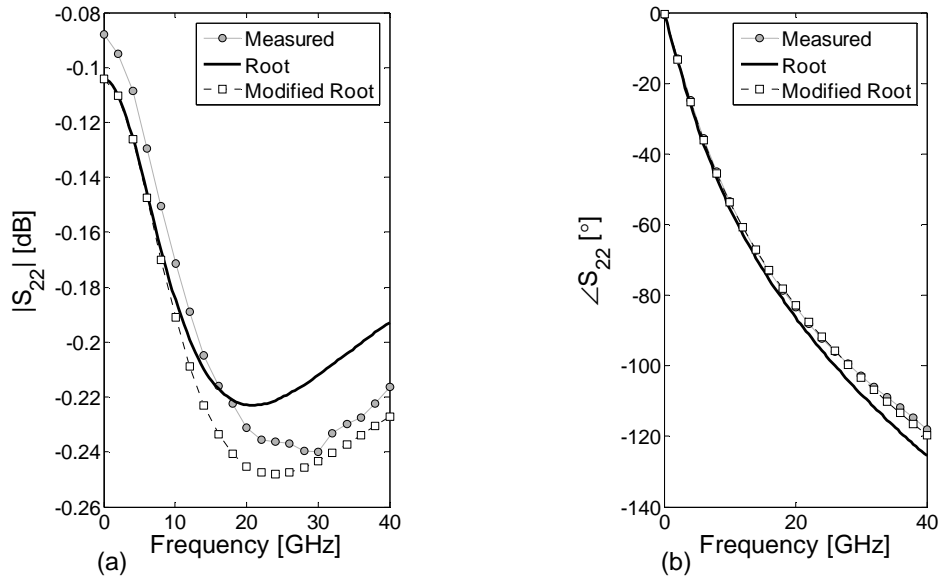 -0.08
-0.1
-0.12
-0.14
-0.16
-0.18
-0.2
-0.22
-0.24
-0.26
|S22| [dB]
Measured
Root
Modified Root
0 10 20 30 40
Frequency [GHz]
(a)
0
-20
-40
-60
-80
-100
-120
-140
∠S22 [°]
Measured
Root
Modified Root
0 20 40
Frequency [GHz]
(b)